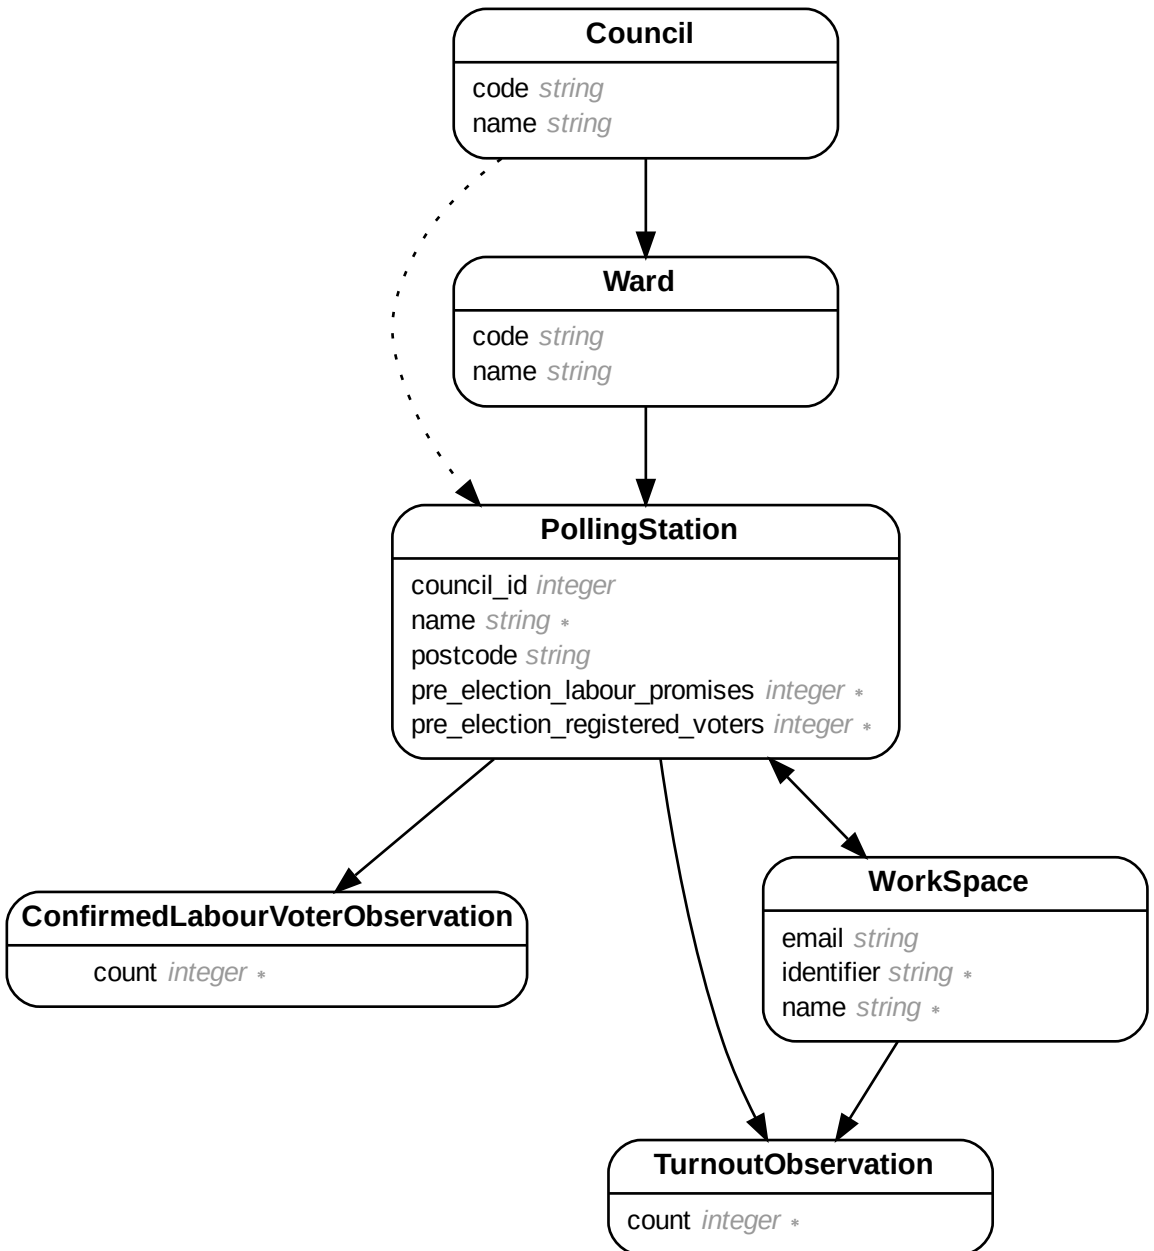 Council
code string
name string
Ward
code string
name string
PollingStation
council_id integer
name string *
postcode string
pre_election_labour_promises integer *
pre_election_registered_voters integer *
ConfirmedLabourVoterObservation
count integer *
WorkSpace
email string
identifier string *
name string *
TurnoutObservation
count integer *